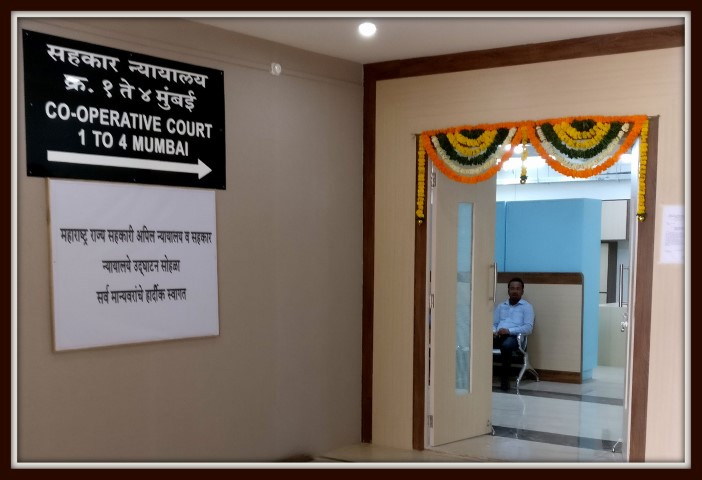 सहकार न्यायालय
क्र. १ ते ४ मुंबई
CO-OPERATIVE COURT
1 TO 4 MUMBAI
महाराष्ट्र राज्य सहकारी अपिल न्यायालय व सहकार
न्यायालये उद्घाटन सोहळा
सर्व मान्यवरांचे हार्दीक स्वागत